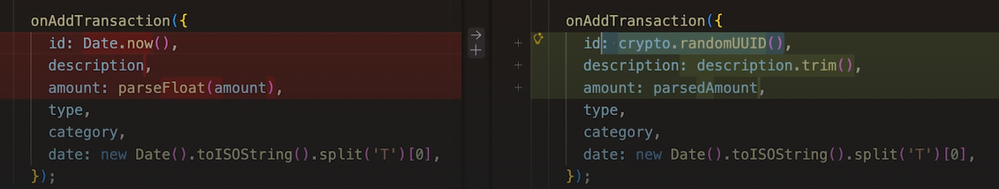 onAddTransaction({
id: Date.now(),
description,
amount: parseFloat(amount),
type,
category,
date: new Date().toISOString().split('T')[0],
});
onAddTransaction({
id: crypto.randomUUID(),
description: description.trim(),
amount: parsedAmount,
type,
category,
date: new Date().toISOString().split('T')[0],
});